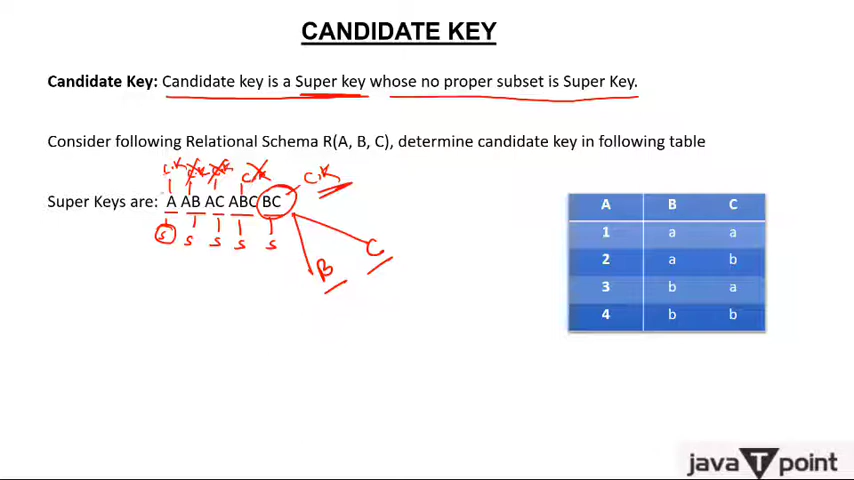 CANDIDATE KEY
Candidate Key: Candidate key is a Super key whose no proper subset is Super Key.
Consider following Relational Schema R(A, B, C), determine candidate key in following table
C.K C.K C.K C.K C.K
Super Keys are: A AB AC ABC BC
S S S S S
B C
A B C
1 a a
2 a b
3 b a
4 b b
java T point